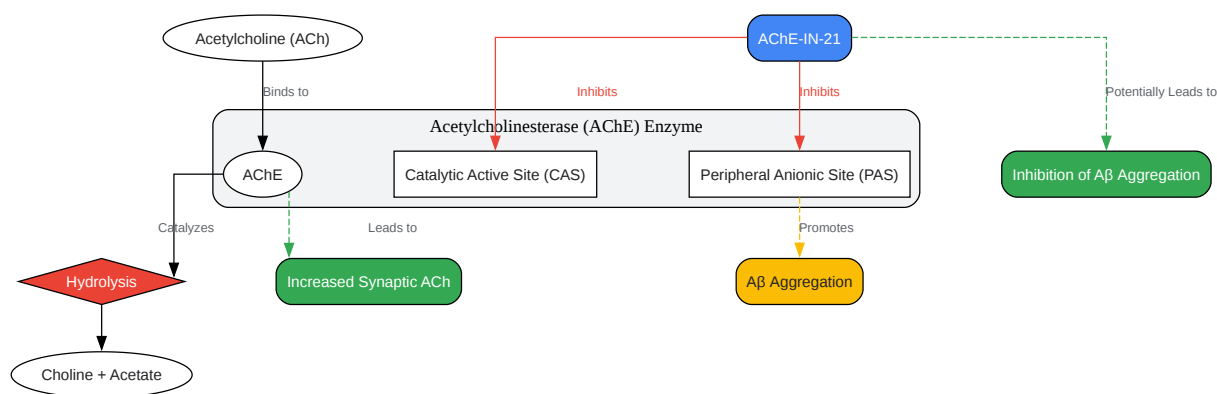 Acetylcholine (ACh)
AChE-IN-21
Binds to
Inhibits
Inhibits
Potentially Leads to
Acetylcholinesterase (AChE) Enzyme
AChE
Catalytic Active Site (CAS)
Peripheral Anionic Site (PAS)
Inhibition of Aβ Aggregation
Catalyzes
Leads to
Promotes
Hydrolysis
Increased Synaptic ACh
Aβ Aggregation
Choline + Acetate